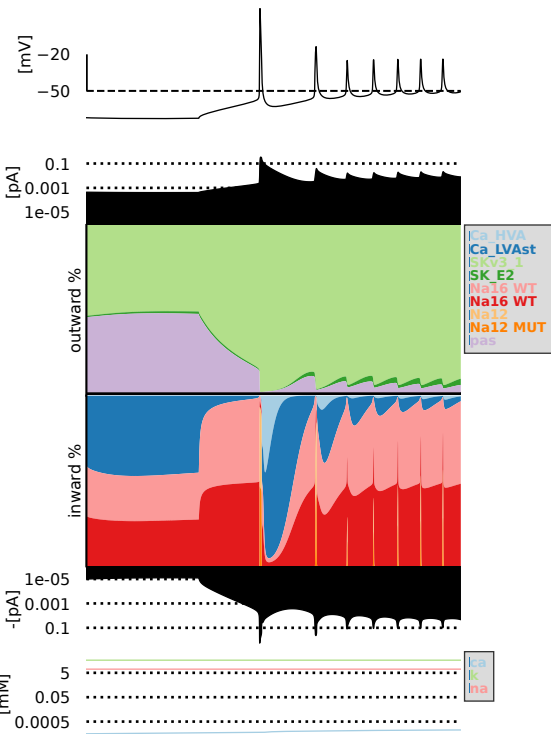 [mV]
−20
−50
[pA]
0.1
0.001
1e-05
outward %
Ca_HVA
Ca_LVAst
SKv3_1
SK_E2
Na16 WT
Na16 WT
Na12
Na12 MUT
pas
inward %
1e-05
0.001
0.1
-[pA]
[mM]
5
0.05
0.0005
ca
k
na